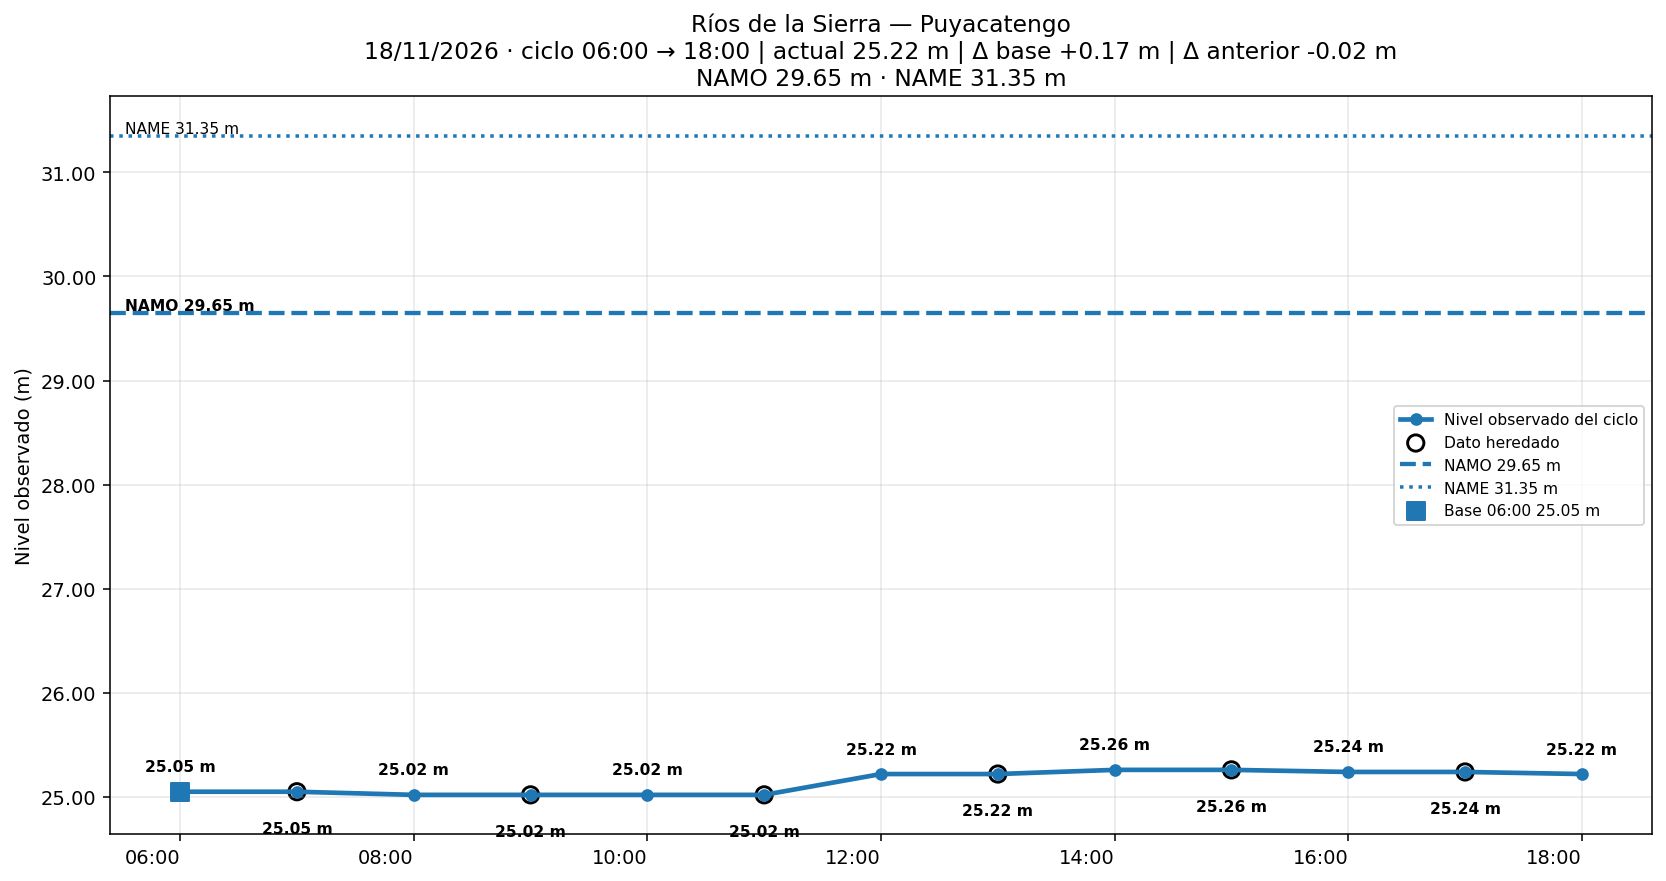 Ríos de la Sierra — Puyacatengo
18/11/2026 · ciclo 06:00 → 18:00 | actual 25.22 m | Δ base +0.17 m | Δ anterior -0.02 m
NAMO 29.65 m · NAME 31.35 m
NAME 31.35 m
31.00
30.00
NAMO 29.65 m
29.00
28.00
27.00
26.00
25.00
Nivel observado (m)
Nivel observado del ciclo
Dato heredado
NAMO 29.65 m
NAME 31.35 m
Base 06:00 25.05 m
25.05 m
25.05 m
25.02 m
25.02 m
25.02 m
25.02 m
25.22 m
25.22 m
25.26 m
25.26 m
25.24 m
25.24 m
25.22 m
06:00
08:00
10:00
12:00
14:00
16:00
18:00